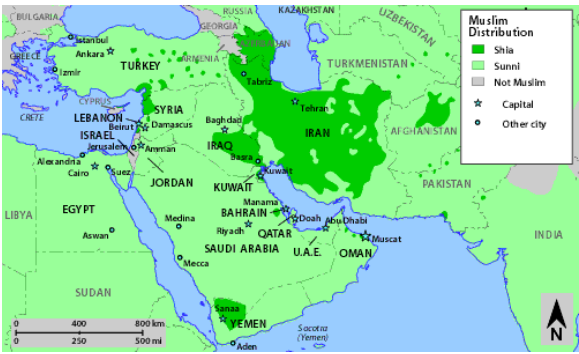 BULGARIA
RUSSIA
KAZAKHSTAN
GEORGIA
UZBEKISTAN
Istanbul
Ankara
GREECE
ARMENIA
AZERBAIJAN
TURKEY
Izmir
Tabriz
TURKMENISTAN
CYPRUS
CRETE
SYRIA
LEBANON
Beirut
Damascus
ISRAEL
Jerusalem
Amman
Baghdad
Tehran
IRAN
AFGHANISTAN
IRAQ
Basra
Alexandria
Cairo
Suez
JORDAN
KUWAIT
Kuwait
PAKISTAN
LIBYA
EGYPT
Medina
Manama
BAHRAIN
Doah
Abu Dhabi
Riyadh
QATAR
Muscat
Aswan
SAUDI ARABIA
U.A.E.
OMAN
INDIA
Mecca
SUDAN
Sanaa
YEMEN
Aden
Socotra
(Yemen)
0 400 800 km
0 250 500 mi
Muslim
Distribution
Shia
Sunni
Not Muslim
Capital
Other city
N